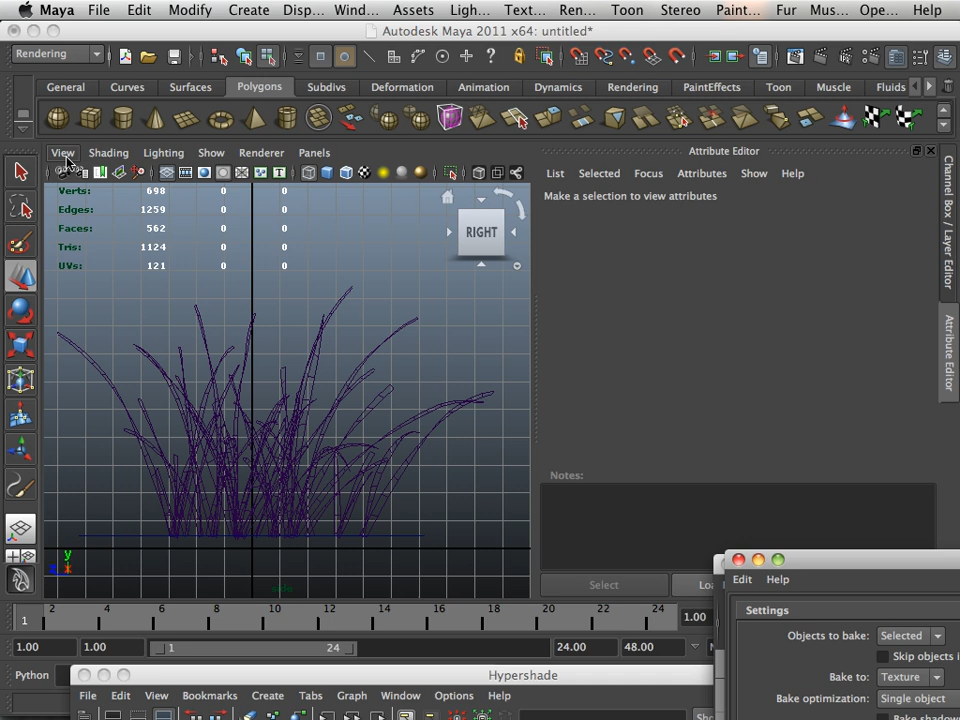 Maya File Edit Modify Create Disp... Wind... Assets Ligh... Text... Ren... Toon Stereo Paint... Fur Mus... Ope... Help
Autodesk Maya 2011 x64: untitled*
Rendering
General Curves Surfaces Polygons Subdivs Deformation Animation Dynamics Rendering PaintEffects Toon Muscle Fluids
View Shading Lighting Show Renderer Panels
Attribute Editor
List Selected Focus Attributes Show Help
Make a selection to view attributes
Verts: 698 0 0
Edges: 1259 0 0
Faces: 562 0 0
Tris: 1124 0 0
UVs: 121 0 0
RIGHT
Channel Box / Layer Editor
Attribute Editor
Notes:
y
side
Select
2 4 6 8 10 12 14 16 18 20 22 24
1
1.00
1.00 1.00 1 24 24.00 48.00
Python
Hypershade
File Edit View Bookmarks Create Tabs Graph Window Options Help
Edit Help
Settings
Objects to bake: Selected
Skip objects
Bake to: Texture
Bake optimization: Single object